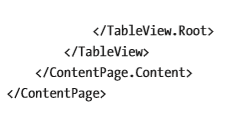 </TableView.Root>
</TableView>
</ContentPage.Content>
</ContentPage>